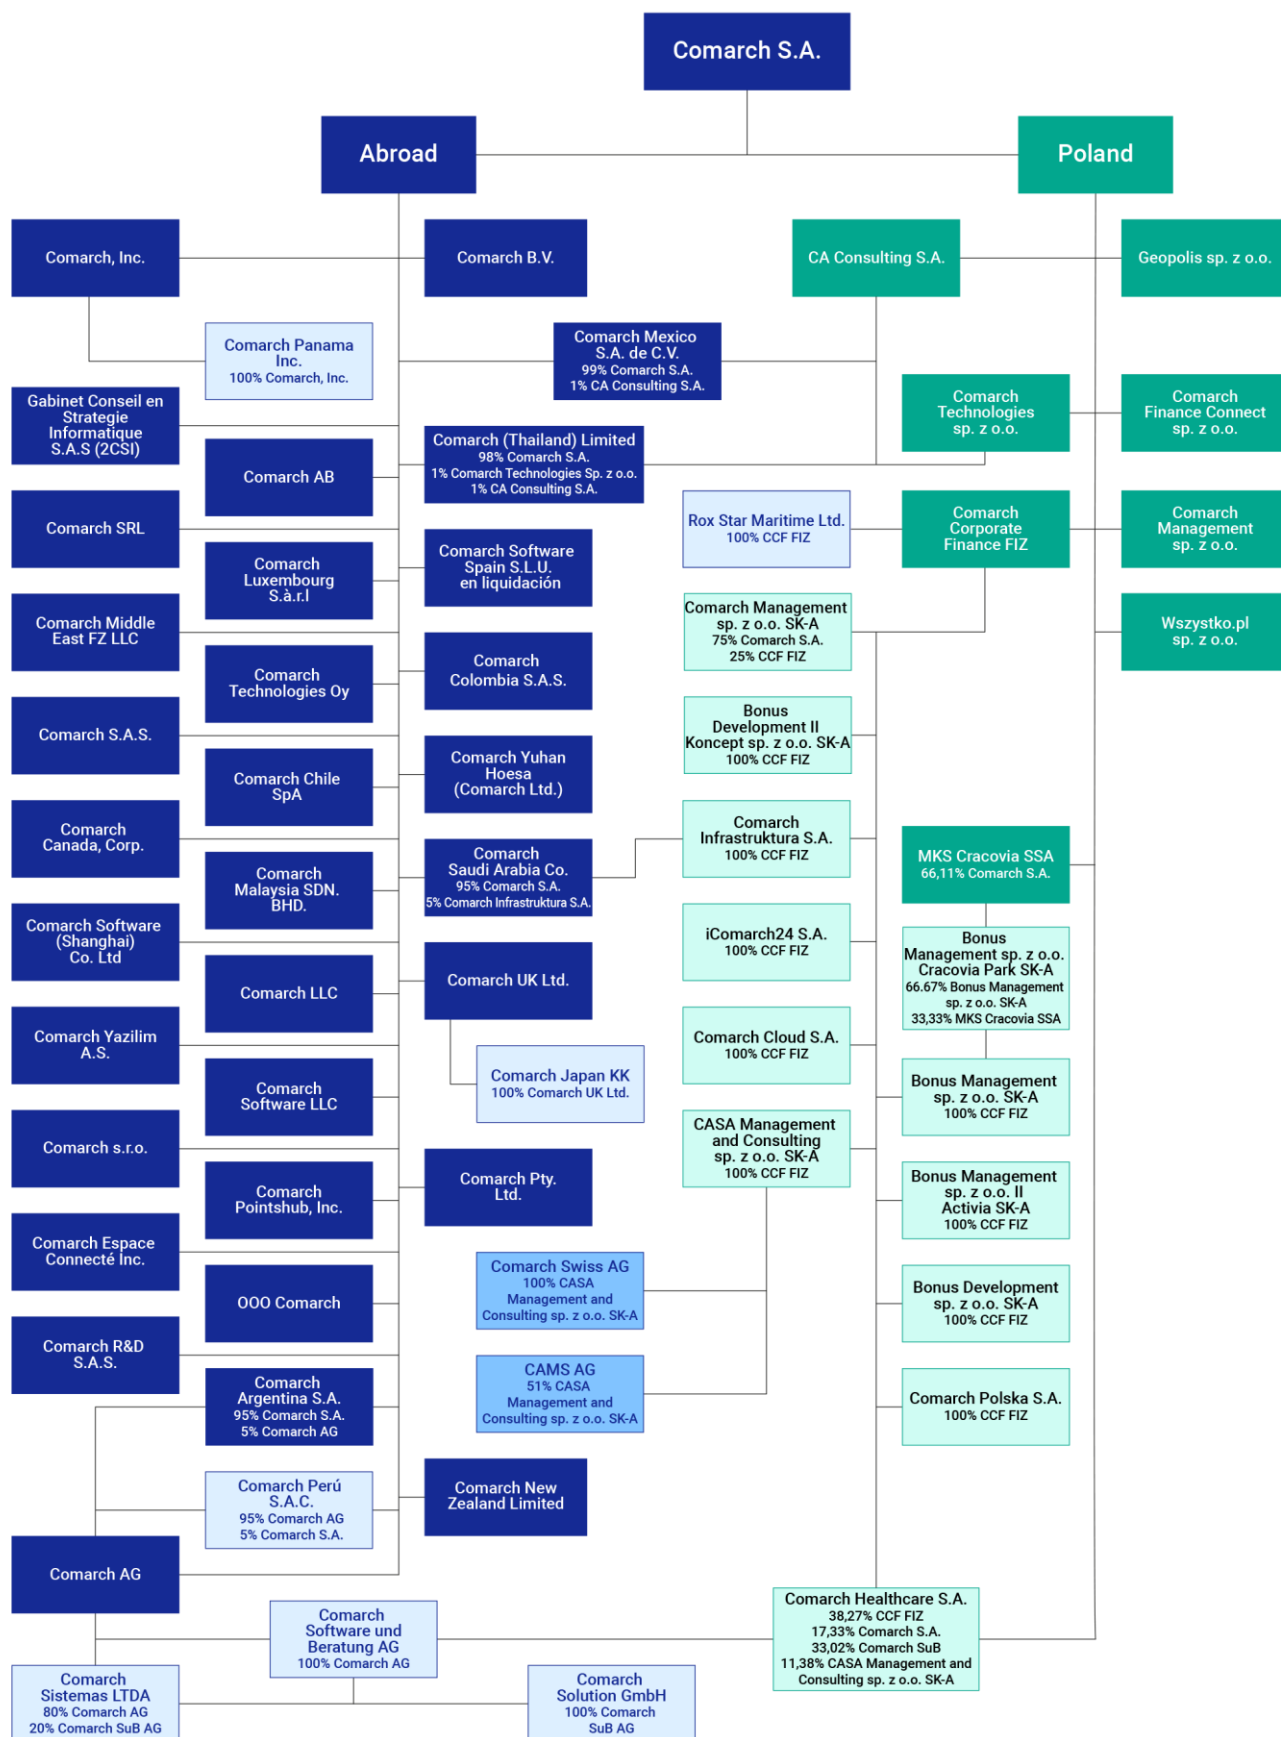 Comarch S.A.
Abroad
Poland
Comarch, Inc.
Comarch B.V.
CA Consulting S.A.
Geopolis sp. z o.o.
Comarch Panama
Inc.
100% Comarch, Inc.
Comarch Mexico
S.A. de C.V.
99% Comarch S.A.
1% CA Consulting S.A.
Gabinet Conseil en
Strategie
Informatique
S.A.S (2CSI)
Comarch
Technologies
sp. z o.o.
Comarch
Finance Connect
sp. z o.o.
Comarch AB
Comarch (Thailand) Limited
98% Comarch S.A.
1% Comarch Technologies Sp. z o.o.
1% CA Consulting S.A.
Comarch SRL
Rox Star Maritime Ltd.
100% CCF FIZ
Comarch
Corporate
Finance FIZ
Comarch
Management
sp. z o.o.
Comarch
Luxembourg
S.à.r.l
Comarch Software
Spain S.L.U.
en liquidación
Comarch Middle
East FZ LLC
Comarch Management
sp. z o.o. SK-A
75% Comarch S.A.
25% CCF FIZ
Wszystko.pl
sp. z o.o.
Comarch
Technologies Oy
Comarch
Colombia S.A.S.
Comarch S.A.S.
Bonus
Development II
Koncept sp. z o.o. SK-A
100% CCF FIZ
Comarch Chile
SpA
Comarch Yuhan
Hoesa
(Comarch Ltd.)
Comarch
Canada, Corp.
Comarch
Infrastruktura S.A.
100% CCF FIZ
MKS Cracovia SSA
66,11% Comarch S.A.
Comarch
Malaysia SDN.
BHD.
Comarch
Saudi Arabia Co.
95% Comarch S.A.
5% Comarch Infrastruktura S.A.
Comarch Software
(Shanghai)
Co. Ltd
iComarch24 S.A.
100% CCF FIZ
Bonus
Management sp. z o.o.
Cracovia Park SK-A
66.67% Bonus Management
sp. z o.o. SK-A
33,33% MKS Cracovia SSA
Comarch LLC
Comarch UK Ltd.
Comarch Yazilim
A.S.
Comarch Japan KK
100% Comarch UK Ltd.
Comarch Cloud S.A.
100% CCF FIZ
Comarch
Software LLC
Bonus Management
sp. z o.o. SK-A
100% CCF FIZ
Comarch s.r.o.
CASA Management
and Consulting
sp. z o.o. SK-A
100% CCF FIZ
Comarch
Pointshub, Inc.
Comarch Pty.
Ltd.
Bonus Management
sp. z o.o. II
Activia SK-A
100% CCF FIZ
Comarch Espace
Connecté Inc.
Comarch Swiss AG
100% CASA
Management and
Consulting sp. z o.o. SK-A
OOO Comarch
Bonus Development
sp. z o.o. SK-A
100% CCF FIZ
Comarch R&D
S.A.S.
CAMS AG
51% CASA
Management and
Consulting sp. z o.o. SK-A
Comarch
Argentina S.A.
95% Comarch S.A.
5% Comarch AG
Comarch Polska S.A.
100% CCF FIZ
Comarch Perú
S.A.C.
95% Comarch AG
5% Comarch S.A.
Comarch New
Zealand Limited
Comarch AG
Comarch
Software und
Beratung AG
100% Comarch AG
Comarch Healthcare S.A.
38,27% CCF FIZ
17,33% Comarch S.A.
33,02% Comarch SuB
11,38% CASA Management and
Consulting sp. z o.o. SK-A
Comarch
Sistemas LTDA
80% Comarch AG
20% Comarch SuB AG
Comarch
Solution GmbH
100% Comarch
SuB AG